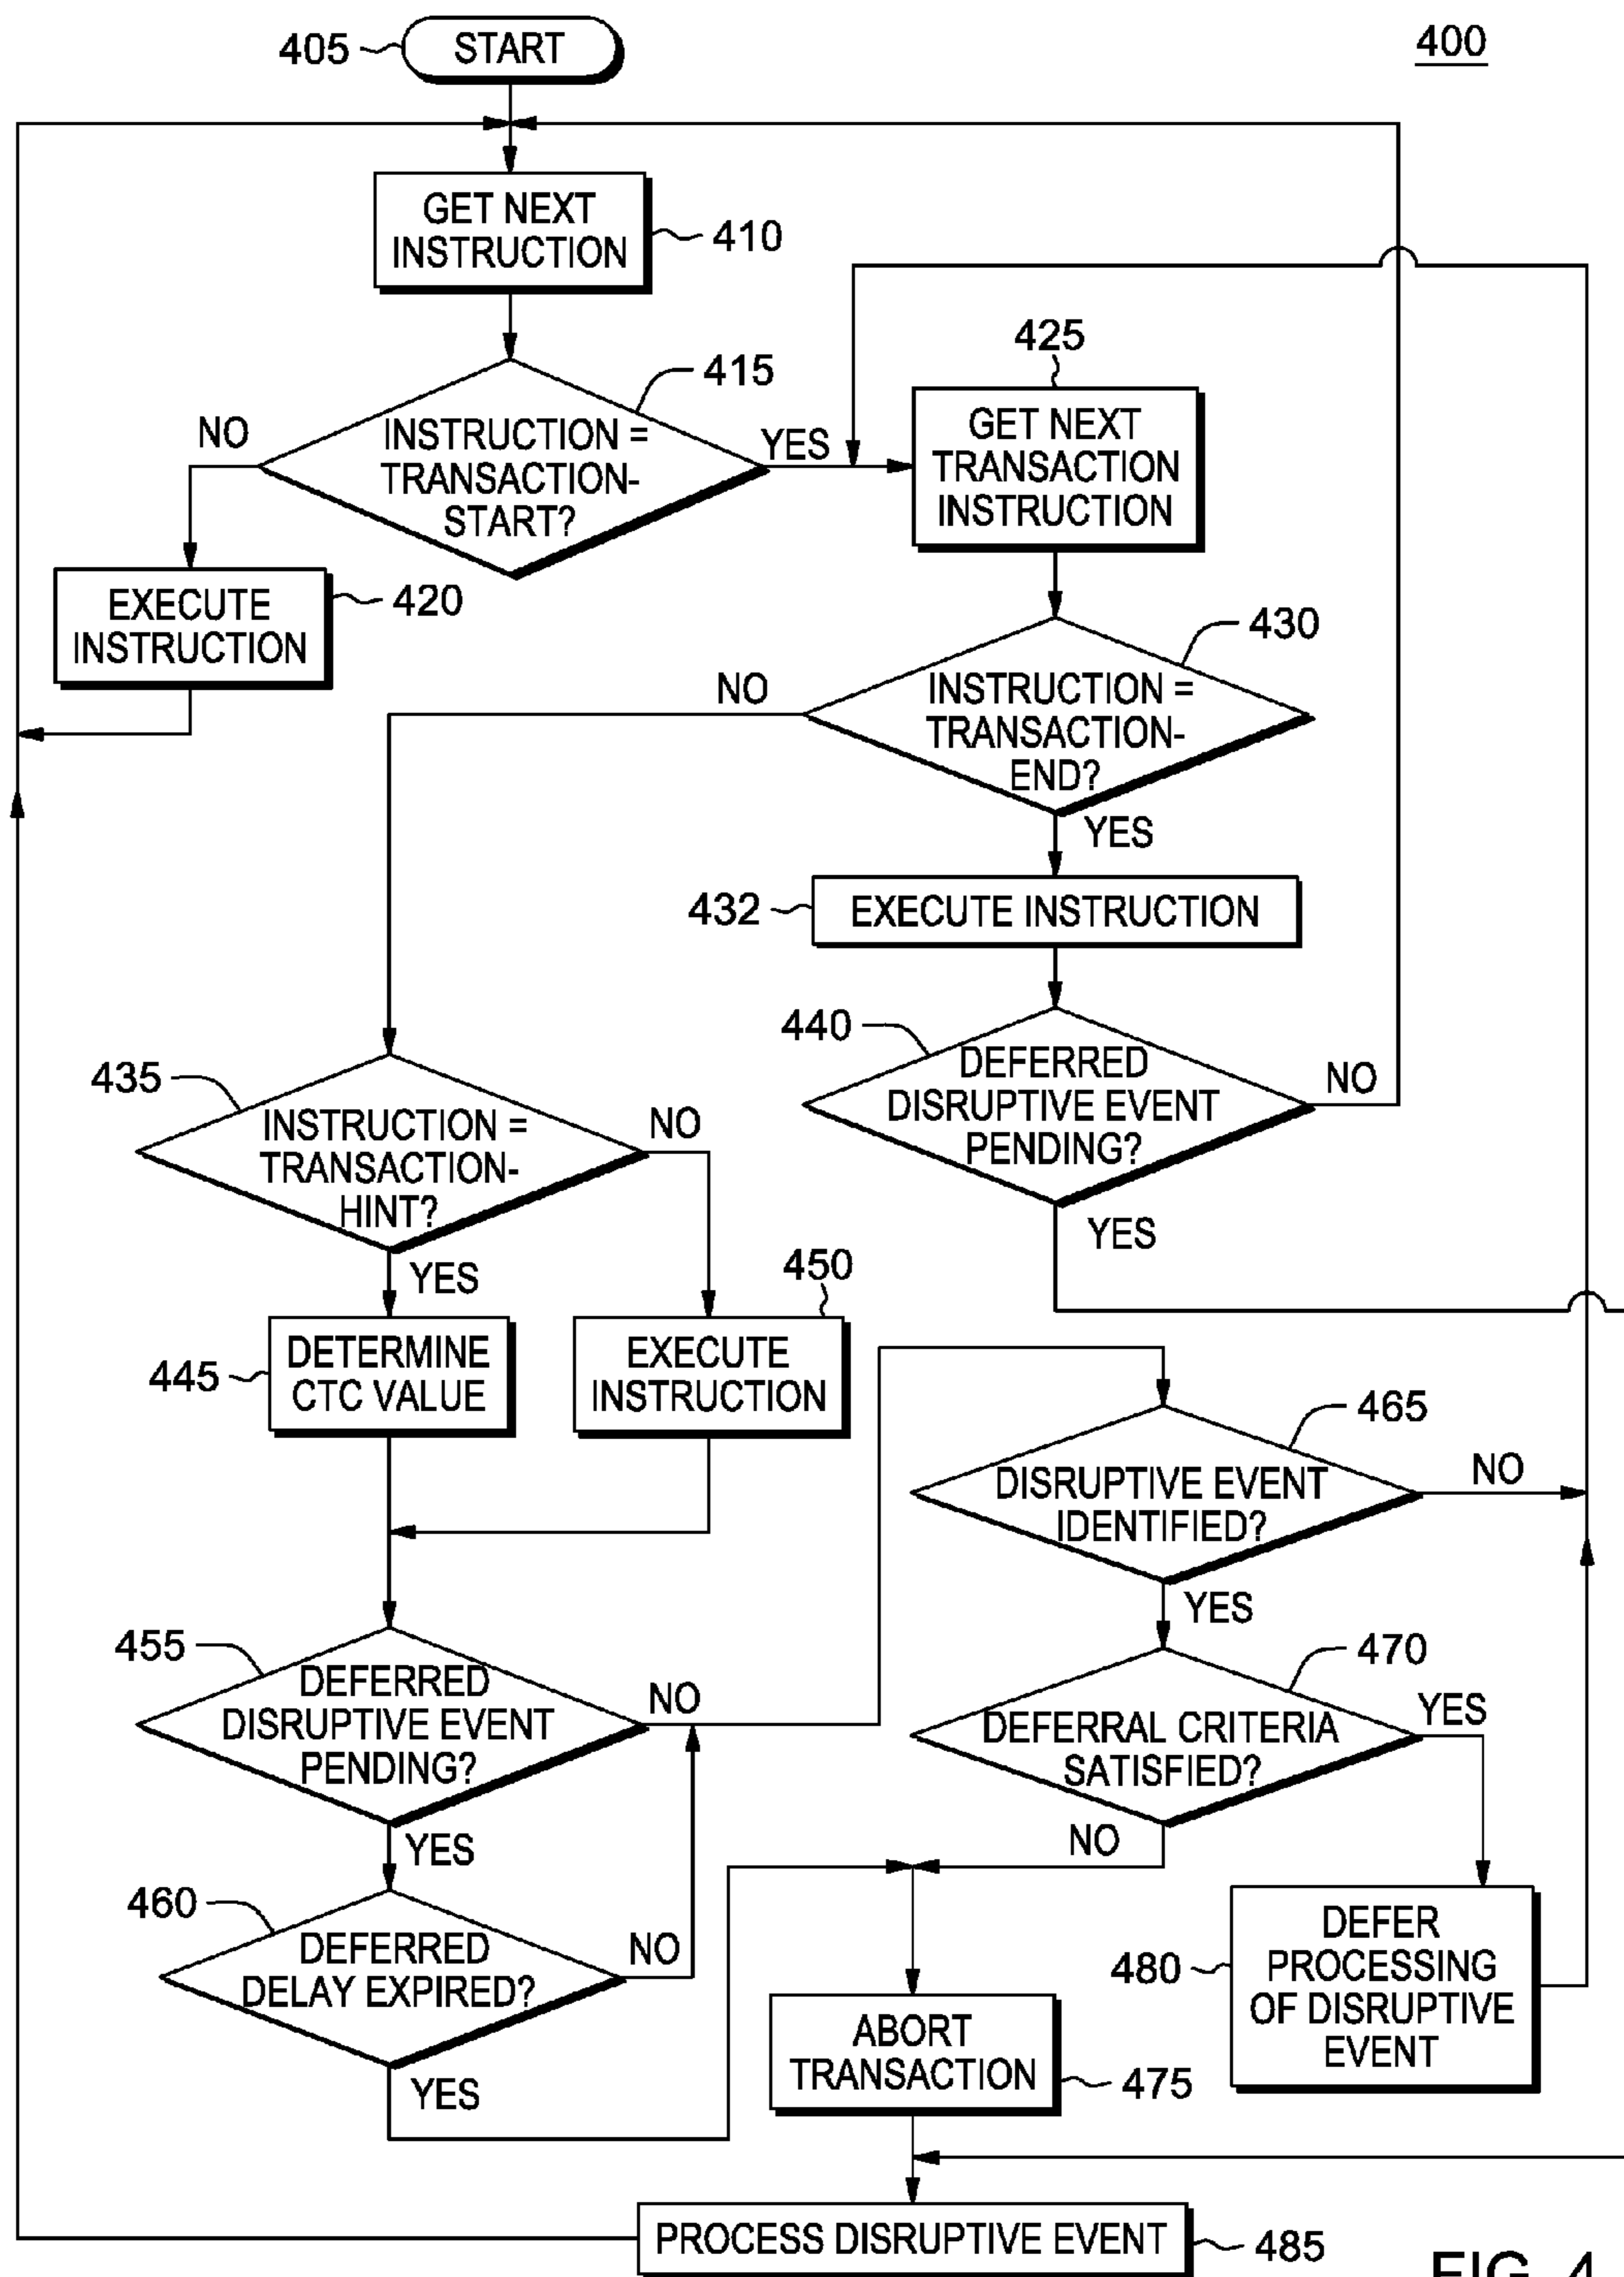 405
START
400
GET NEXT
INSTRUCTION
410
425
415
INSTRUCTION =
TRANSACTION-
START?
NO
YES
GET NEXT
TRANSACTION
INSTRUCTION
EXECUTE
INSTRUCTION
420
430
INSTRUCTION =
TRANSACTION-
END?
NO
YES
432
EXECUTE INSTRUCTION
440
DEFERRED
DISRUPTIVE EVENT
PENDING?
NO
YES
435
INSTRUCTION =
TRANSACTION-
HINT?
NO
YES
450
445
DETERMINE
CTC VALUE
EXECUTE
INSTRUCTION
465
DISRUPTIVE EVENT
IDENTIFIED?
NO
YES
455
DEFERRED
DISRUPTIVE EVENT
PENDING?
NO
YES
470
DEFERRAL CRITERIA
SATISFIED?
YES
NO
460
DEFERRED
DELAY EXPIRED?
NO
YES
480
DEFER
PROCESSING
OF DISRUPTIVE
EVENT
ABORT
TRANSACTION
475
PROCESS DISRUPTIVE EVENT
485
FIG. 4